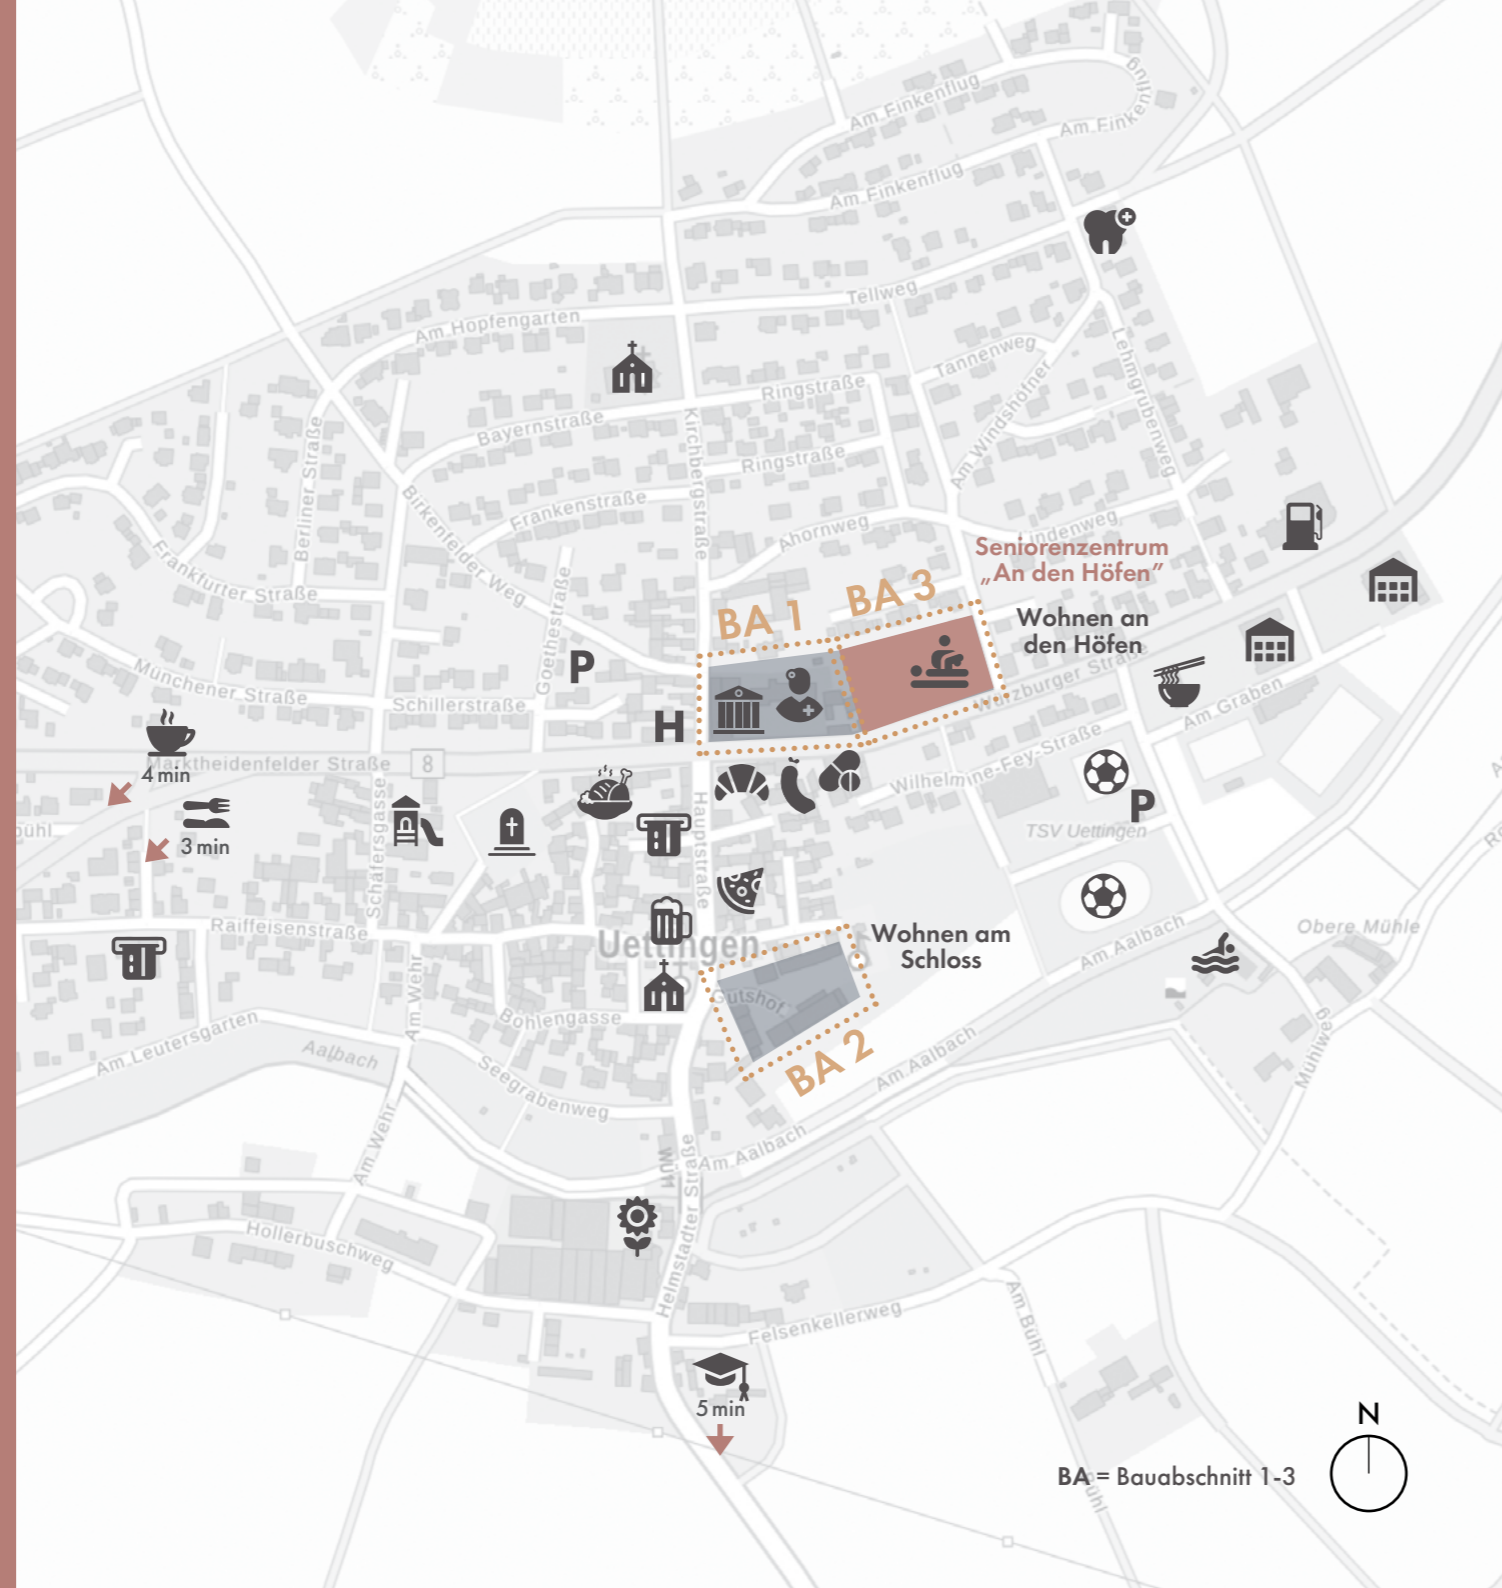 Am Finkenflug
Am Finkenflug
Am Finkenflug
Tellweg
Am Hopfengarten
Tannenweg
Lehmgrubenweg
Ringstraße
Bayernstraße
Kirchbergstraße
Am Windshöfner
Ringstraße
Berliner Straße
Birkenfelder Weg
Frankenstraße
Ahornweg
Lindenweg
Frankfurter Straße
Seniorenzentrum
„An den Höfen”
BA 1
BA 3
Wohnen an
den Höfen
Goethestraße
P
Münchener Straße
Schillerstraße
H
Würzburger Straße
Am Graben
Marktheidenfelder Straße
8
4 min
Wilhelmine-Fey-Straße
P
TSV Uettingen
bühl
3 min
Schäfersgasse
Hauptstraße
Raiffeisenstraße
Uettingen
Wohnen am
Schloss
Am Aalbach
Obere Mühle
Am Wehr
Gutshof
Am Leutersgarten
Aalbach
Bohlengasse
BA 2
Am Aalbach
Mühlweg
Seegrabenweg
Am Wehr
Am Aalbach
WÜ
Helmstadter Straße
Hollerbuschweg
Felsenkellerweg
Am Bühl
5 min
N
BA = Bauabschnitt 1-3
Bühl